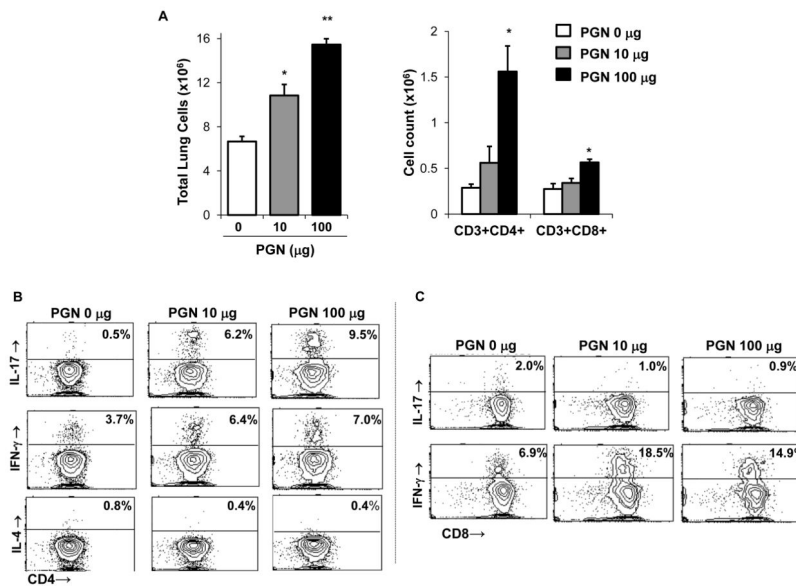 A
Total Lung Cells (x10⁶)
16
12
8
4
0
*
**
0 10 100
PGN (µg)
Cell count (x10⁶)
2
1.5
1
0.5
0
*
*
CD3+CD4+ CD3+CD8+
PGN 0 µg
PGN 10 µg
PGN 100 µg
B
PGN 0 µg PGN 10 µg PGN 100 µg
IL-17 →
0.5% 6.2% 9.5%
IFN-γ →
3.7% 6.4% 7.0%
IL-4 →
0.8% 0.4% 0.4%
CD4→
C
PGN 0 µg PGN 10 µg PGN 100 µg
IL-17 →
2.0% 1.0% 0.9%
IFN-γ →
6.9% 18.5% 14.9%
CD8→